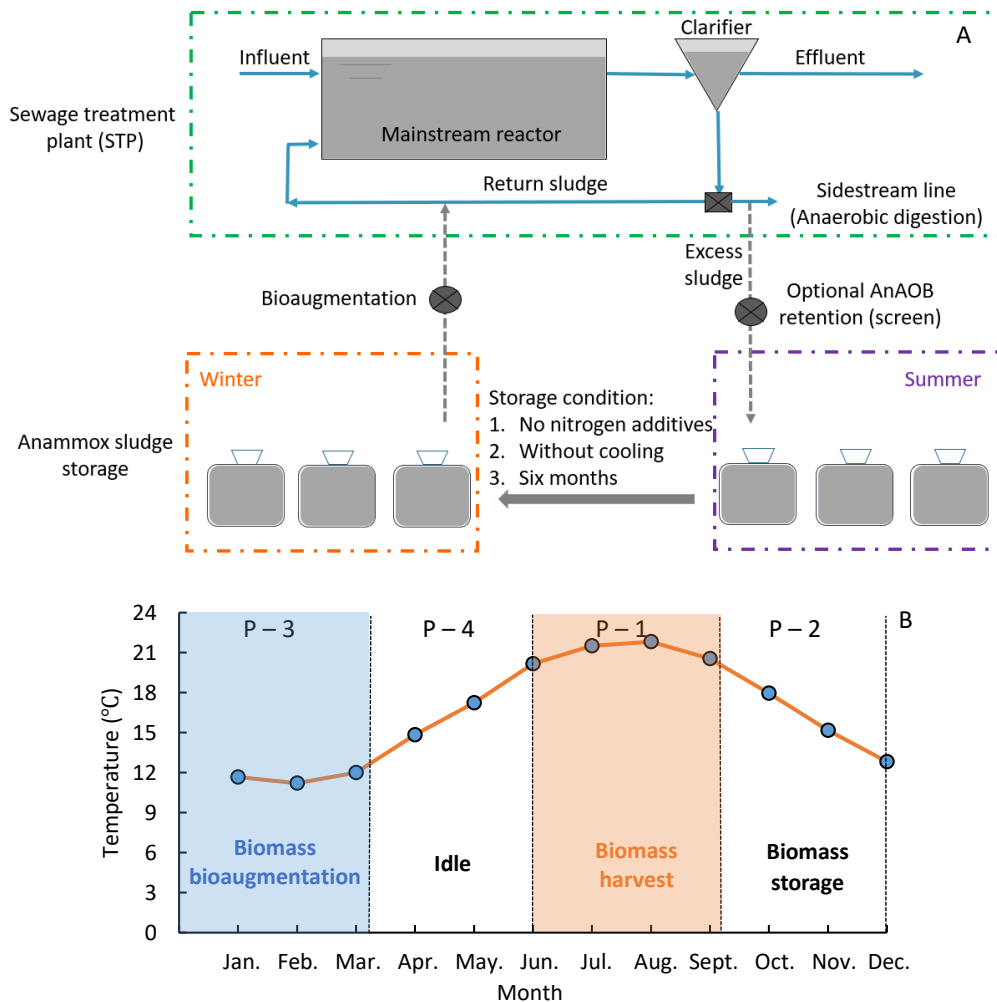 A
Clarifier
Influent
Effluent
Sewage treatment
plant (STP)
Mainstream reactor
Return sludge
Sidestream line
(Anaerobic digestion)
Excess
sludge
Bioaugmentation
Optional AnAOB
retention (screen)
Winter
Summer
Storage condition:
1. No nitrogen additives
2. Without cooling
3. Six months
Anammox sludge
storage
B
P – 3
P – 4
P – 1
P – 2
24
21
18
15
12
9
6
3
0
Temperature (°C)
Biomass
bioaugmentation
Idle
Biomass
harvest
Biomass
storage
Jan. Feb. Mar. Apr. May. Jun. Jul. Aug. Sept. Oct. Nov. Dec.
Month